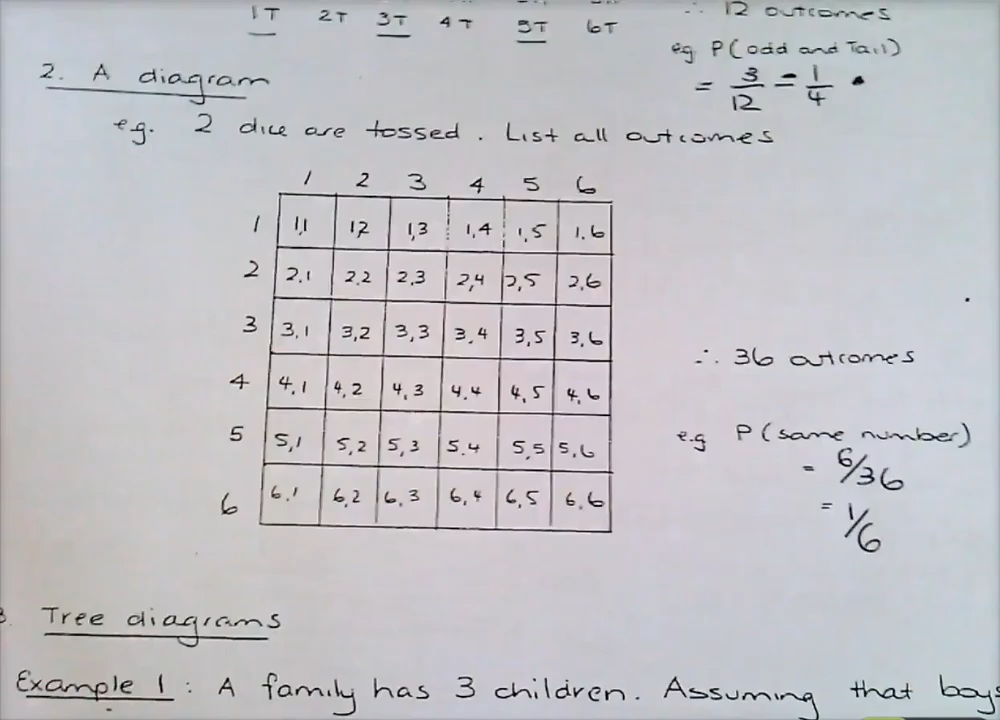 1T 2T 3T 4T 5T 6T
∴ 12 outcomes
eg P(odd and Tail)
= 3/12 = 1/4
2. A diagram
e.g. 2 dice are tossed. List all outcomes
1 2 3 4 5 6
1 1,1 1,2 1,3 1,4 1,5 1.6
2 2.1 2.2 2.3 2,4 2,5 2,6
3 3,1 3,2 3,3 3.4 3,5 3,6
4 4,1 4,2 4,3 4.4 4,5 4,6
5 5,1 5,2 5,3 5.4 5,5 5,6
6 6.1 6,2 6,3 6,4 6,5 6,6
∴ 36 outcomes
e.g P(same number)
= 6/36
= 1/6
3. Tree diagrams
Example 1 : A family has 3 children. Assuming that boys